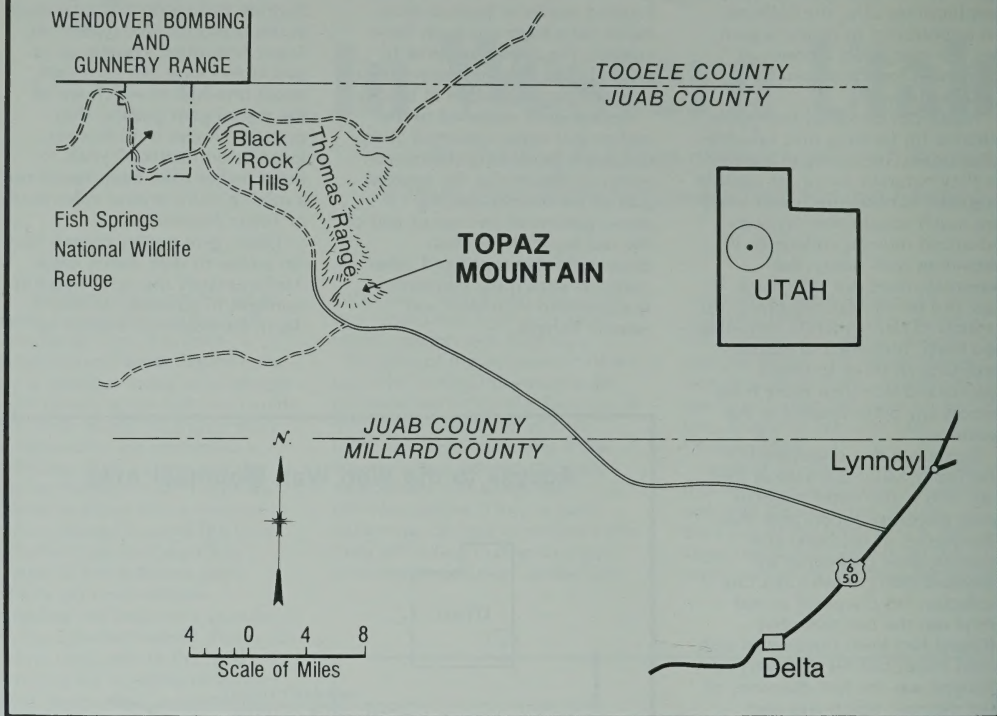 WENDOVER BOMBING
AND
GUNNERY RANGE
TOOELE COUNTY
JUAB COUNTY
Black
Rock
Hills
Thomas Range
Fish Springs
National Wildlife
Refuge
TOPAZ
MOUNTAIN
UTAH
JUAB COUNTY
MILLARD COUNTY
N.
Lynndyl
6
50
4 0 4 8
Scale of Miles
Delta